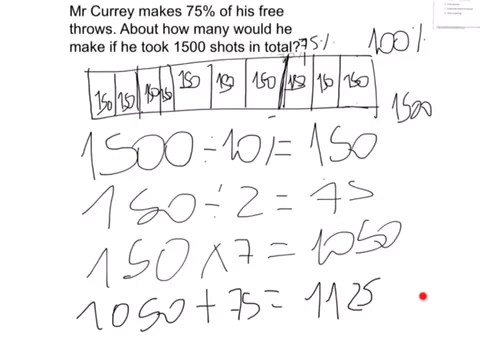 Mr Currey makes 75% of his free
throws. About how many would he
make if he took 1500 shots in total?
75% 100%
150 150 150 150 150 150 150 150 150 150
1500
1500 ÷ 10 = 150
150 ÷ 2 = 75
150 x 7 = 1050
1050 + 75 = 1125